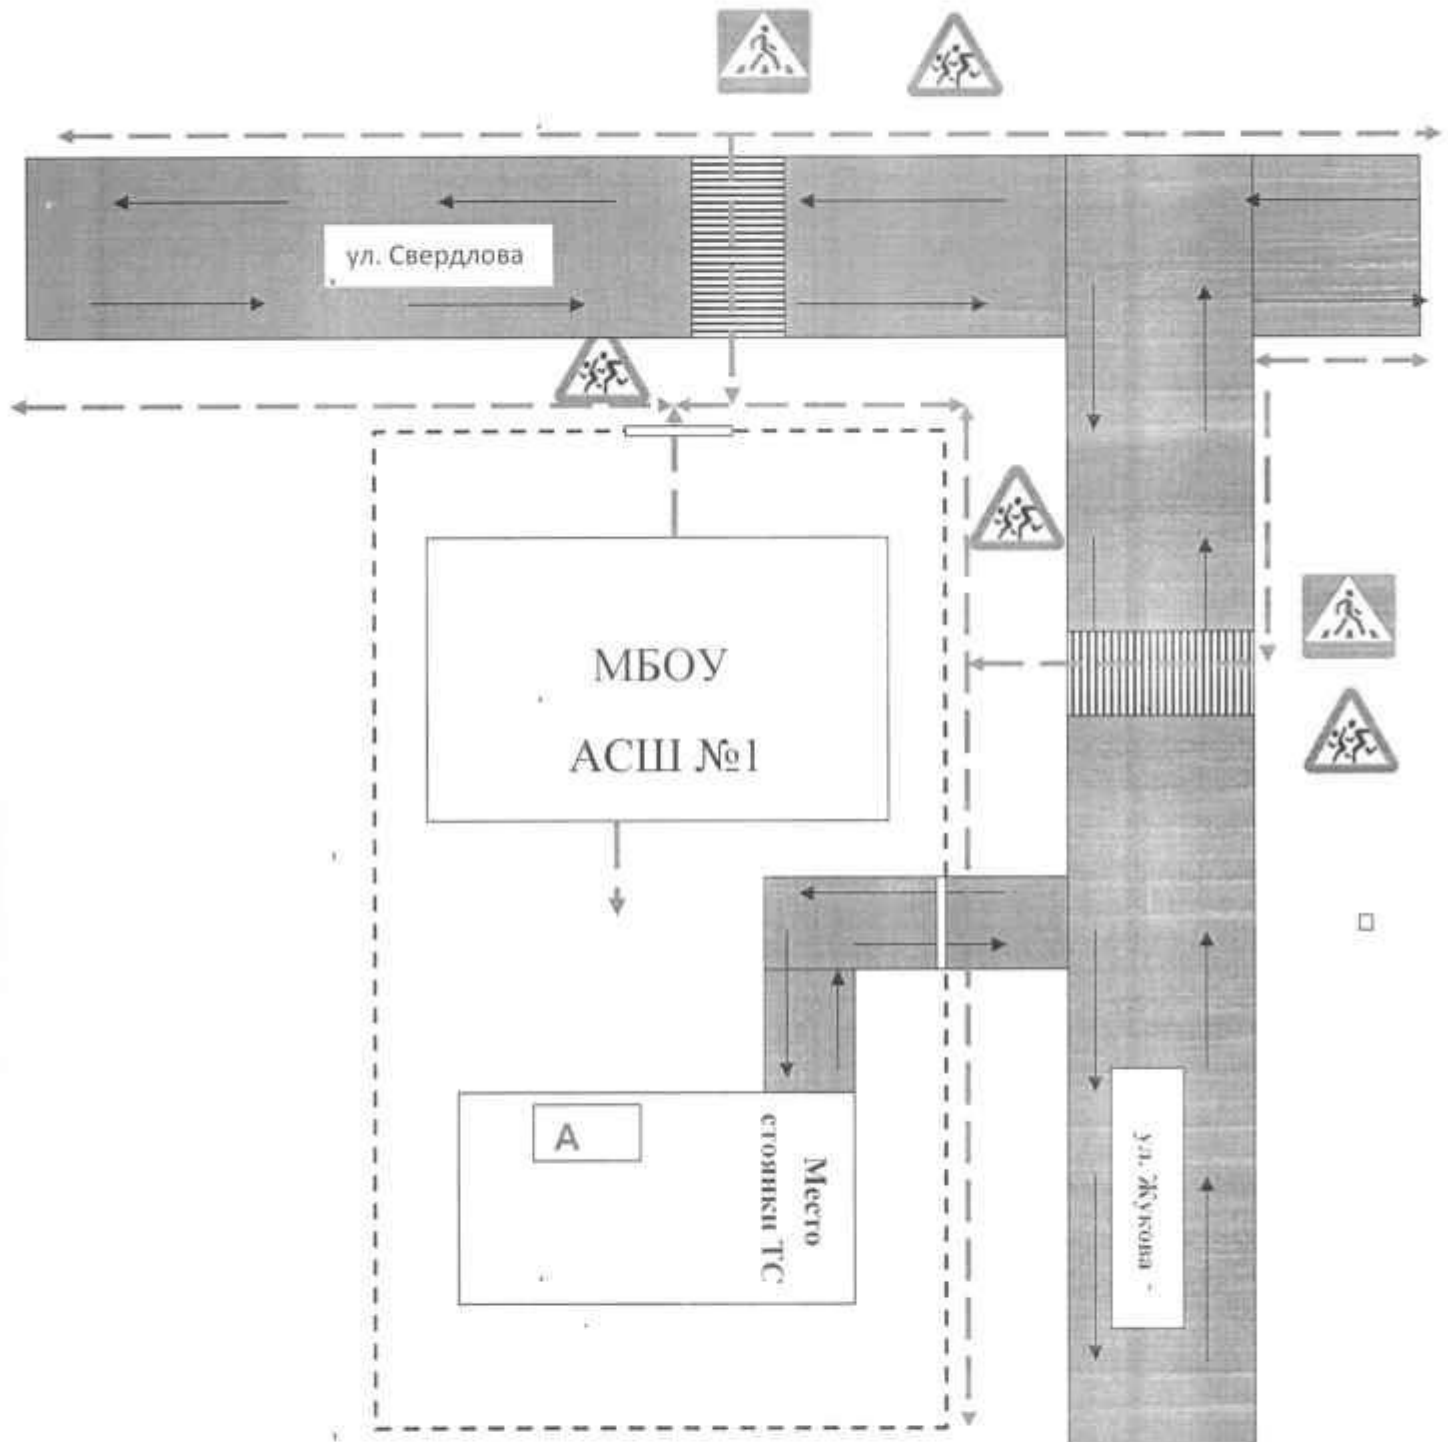 ул. Свердлова
МБОУ
АСШ №1
А
Место
стоянки ТС
ул. Жукова -